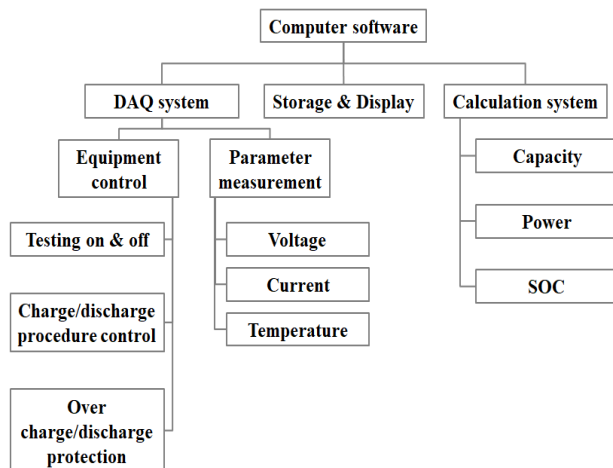 Computer software
DAQ system
Storage & Display
Calculation system
Equipment
control
Parameter
measurement
Capacity
Testing on & off
Voltage
Power
Current
SOC
Charge/discharge
procedure control
Temperature
Over
charge/discharge
protection